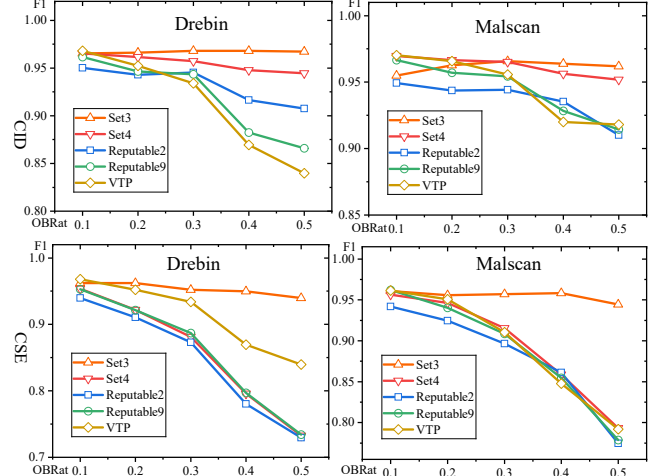 F1
Drebin
1.00
0.95
0.90
0.85
0.80
CID
Set3
Set4
Reputable2
Reputable9
VTP
OBRat 0.1 0.2 0.3 0.4 0.5
F1
Malscan
1.00
0.95
0.90
0.85
Set3
Set4
Reputable2
Reputable9
VTP
OBRat 0.1 0.2 0.3 0.4 0.5
F1
Drebin
1.0
0.9
0.8
0.7
CSE
Set3
Set4
Reputable2
Reputable9
VTP
OBRat 0.1 0.2 0.3 0.4 0.5
F1
Malscan
1.00
0.95
0.90
0.85
0.80
Set3
Set4
Reputable2
Reputable9
VTP
OBRat 0.1 0.2 0.3 0.4 0.5